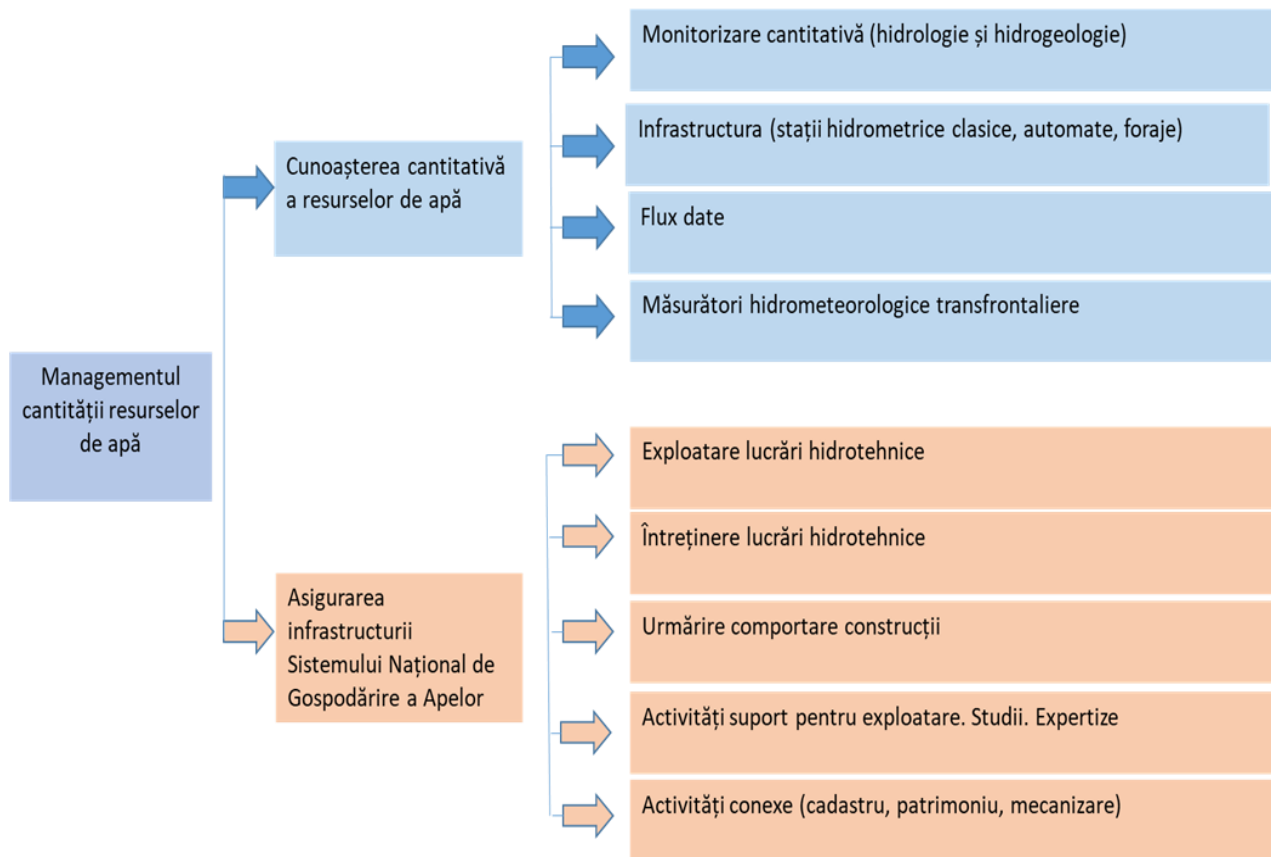 Managementul
cantității resurselor
de apă
Cunoașterea cantitativă
a resurselor de apă
Monitorizare cantitativă (hidrologie și hidrogeologie)
Infrastructura (stații hidrometrice clasice, automate, foraje)
Flux date
Măsurători hidrometeorologice transfrontaliere
Asigurarea
infrastructurii
Sistemului Național de
Gospodărire a Apelor
Exploatare lucrări hidrotehnice
Întreținere lucrări hidrotehnice
Urmărire comportare construcții
Activități suport pentru exploatare. Studii. Expertize
Activități conexe (cadastru, patrimoniu, mecanizare)